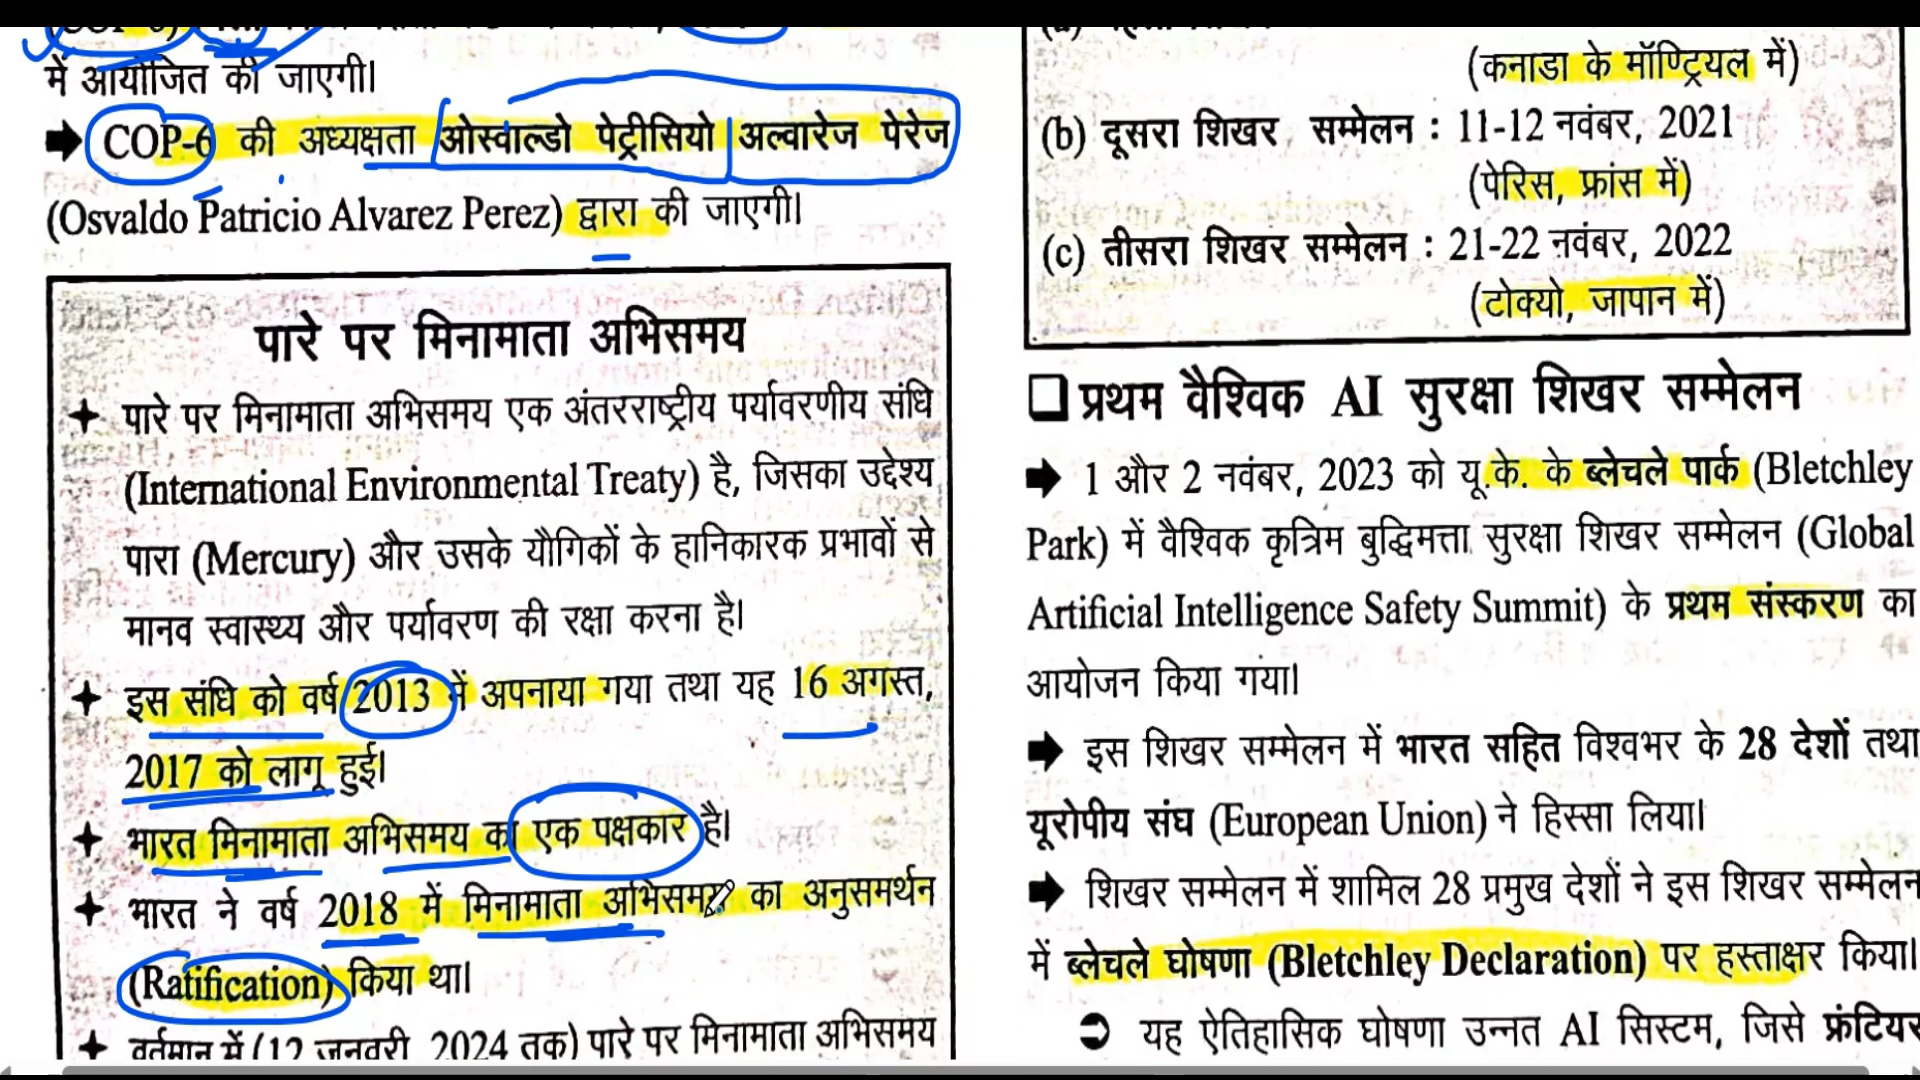 में आयोजित की जाएगी।
➡ COP-6 की अध्यक्षता ओस्वाल्डो पेट्रीसियो अल्वारेज पेरेज
(Osvaldo Patricio Alvarez Perez) द्वारा की जाएगी।
पारे पर मिनामाता अभिसमय
पारे पर मिनामाता अभिसमय एक अंतरराष्ट्रीय पर्यावरणीय संधि
(International Environmental Treaty) है, जिसका उद्देश्य
पारा (Mercury) और उसके यौगिकों के हानिकारक प्रभावों से
मानव स्वास्थ्य और पर्यावरण की रक्षा करना है।
इस संधि को वर्ष 2013 में अपनाया गया तथा यह 16 अगस्त,
2017 को लागू हुई।
भारत मिनामाता अभिसमय का एक पक्षकार है।
भारत ने वर्ष 2018 में मिनामाता अभिसमय का अनुसमर्थन
(Ratification) किया था।
वर्तमान में (12 जनवरी, 2024 तक) पारे पर मिनामाता अभिसमय
(कनाडा के मॉण्ट्रियल में)
(b) दूसरा शिखर सम्मेलन : 11-12 नवंबर, 2021
(पेरिस, फ्रांस में)
(c) तीसरा शिखर सम्मेलन : 21-22 नवंबर, 2022
(टोक्यो, जापान में)
❑ प्रथम वैश्विक AI सुरक्षा शिखर सम्मेलन
➡ 1 और 2 नवंबर, 2023 को यू.के. के ब्लेचले पार्क (Bletchley
Park) में वैश्विक कृत्रिम बुद्धिमत्ता सुरक्षा शिखर सम्मेलन (Global
Artificial Intelligence Safety Summit) के प्रथम संस्करण का
आयोजन किया गया।
➡ इस शिखर सम्मेलन में भारत सहित विश्वभर के 28 देशों तथा
यूरोपीय संघ (European Union) ने हिस्सा लिया।
➡ शिखर सम्मेलन में शामिल 28 प्रमुख देशों ने इस शिखर सम्मेलन
में ब्लेचले घोषणा (Bletchley Declaration) पर हस्ताक्षर किया।
⮊ यह ऐतिहासिक घोषणा उन्नत AI सिस्टम, जिसे फ्रंटियर